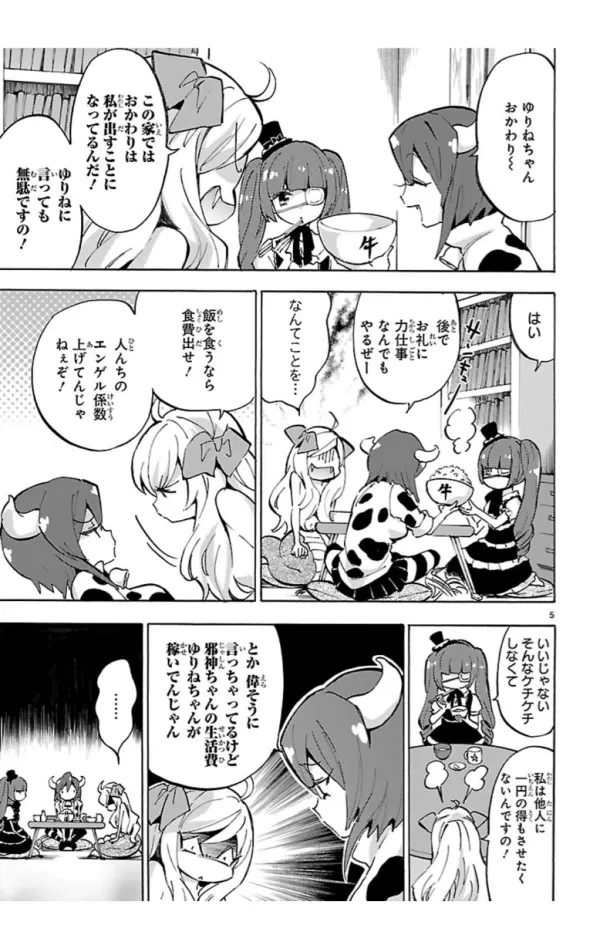 ゆりねちゃん
おかわり〜
牛
この家では
おかわりは
私が出すことに
なってるんだ！
ゆりねに
言っても
無駄ですの！
はい
後で
お礼に
力仕事
なんでも
やるぜー
牛
なんてことを…
飯を食うなら
食費出せ！
人んちの
エンゲル係数
上げてんじゃ
ねぇぞ！
5
いいじゃない
そんなケチケチ
しなくて
私は他人に
一円の得もさせたく
ないんですの！
とか偉そうに
言っちゃってるけど
邪神ちゃんの生活費
ゆりねちゃんが
稼いでんじゃん
……